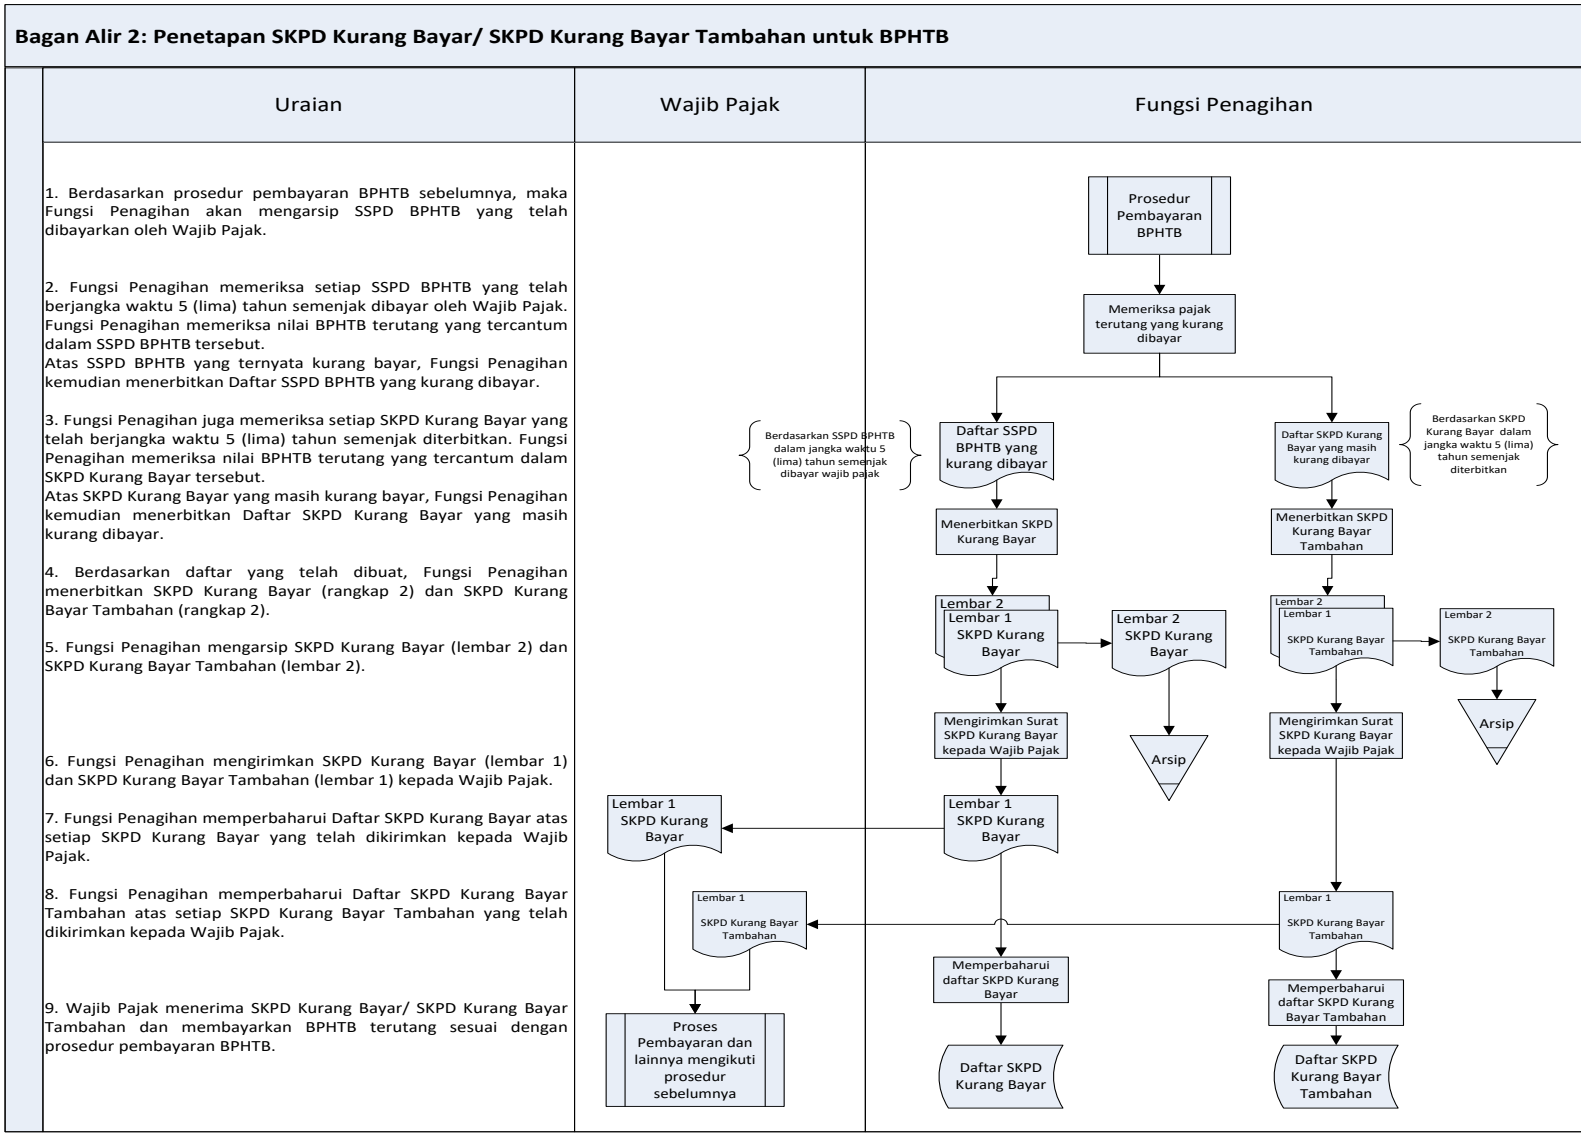 Bagan Alir 2: Penetapan SKPD Kurang Bayar/ SKPD Kurang Bayar Tambahan untuk BPHTB
Uraian
Wajib Pajak
Fungsi Penagihan
1. Berdasarkan prosedur pembayaran BPHTB sebelumnya, maka
Fungsi Penagihan akan mengarsip SSPD BPHTB yang telah
dibayarkan oleh Wajib Pajak.
2. Fungsi Penagihan memeriksa setiap SSPD BPHTB yang telah
berjangka waktu 5 (lima) tahun semenjak dibayar oleh Wajib Pajak.
Fungsi Penagihan memeriksa nilai BPHTB terutang yang tercantum
dalam SSPD BPHTB tersebut.
Atas SSPD BPHTB yang ternyata kurang bayar, Fungsi Penagihan
kemudian menerbitkan Daftar SSPD BPHTB yang kurang dibayar.
3. Fungsi Penagihan juga memeriksa setiap SKPD Kurang Bayar yang
telah berjangka waktu 5 (lima) tahun semenjak diterbitkan. Fungsi
Penagihan memeriksa nilai BPHTB terutang yang tercantum dalam
SKPD Kurang Bayar tersebut.
Atas SKPD Kurang Bayar yang masih kurang bayar, Fungsi Penagihan
kemudian menerbitkan Daftar SKPD Kurang Bayar yang masih
kurang dibayar.
4. Berdasarkan daftar yang telah dibuat, Fungsi Penagihan
menerbitkan SKPD Kurang Bayar (rangkap 2) dan SKPD Kurang
Bayar Tambahan (rangkap 2).
5. Fungsi Penagihan mengarsip SKPD Kurang Bayar (lembar 2) dan
SKPD Kurang Bayar Tambahan (lembar 2).
6. Fungsi Penagihan mengirimkan SKPD Kurang Bayar (lembar 1)
dan SKPD Kurang Bayar Tambahan (lembar 1) kepada Wajib Pajak.
7. Fungsi Penagihan memperbaharui Daftar SKPD Kurang Bayar atas
setiap SKPD Kurang Bayar yang telah dikirimkan kepada Wajib
Pajak.
8. Fungsi Penagihan memperbaharui Daftar SKPD Kurang Bayar
Tambahan atas setiap SKPD Kurang Bayar Tambahan yang telah
dikirimkan kepada Wajib Pajak.
9. Wajib Pajak menerima SKPD Kurang Bayar/ SKPD Kurang Bayar
Tambahan dan membayarkan BPHTB terutang sesuai dengan
prosedur pembayaran BPHTB.
Prosedur
Pembayaran
BPHTB
Memeriksa pajak
terutang yang kurang
dibayar
Berdasarkan SSPD BPHTB
dalam jangka waktu 5
(lima) tahun semenjak
dibayar wajib pajak
Daftar SSPD
BPHTB yang
kurang dibayar
Daftar SKPD Kurang
Bayar yang masih
kurang dibayar
Berdasarkan SKPD
Kurang Bayar dalam
jangka waktu 5 (lima)
tahun semenjak
diterbitkan
Menerbitkan SKPD
Kurang Bayar
Menerbitkan SKPD
Kurang Bayar
Tambahan
Lembar 2
Lembar 1
SKPD Kurang
Bayar
Lembar 2
SKPD Kurang
Bayar
Lembar 2
Lembar 1
SKPD Kurang Bayar
Tambahan
Lembar 2
SKPD Kurang Bayar
Tambahan
Mengirimkan Surat
SKPD Kurang Bayar
kepada Wajib Pajak
Arsip
Mengirimkan Surat
SKPD Kurang Bayar
kepada Wajib Pajak
Arsip
Lembar 1
SKPD Kurang
Bayar
Lembar 1
SKPD Kurang
Bayar
Lembar 1
SKPD Kurang Bayar
Tambahan
Lembar 1
SKPD Kurang Bayar
Tambahan
Memperbaharui
daftar SKPD Kurang
Bayar
Memperbaharui
daftar SKPD Kurang
Bayar Tambahan
Proses
Pembayaran dan
lainnya mengikuti
prosedur
sebelumnya
Daftar SKPD
Kurang Bayar
Daftar SKPD
Kurang Bayar
Tambahan